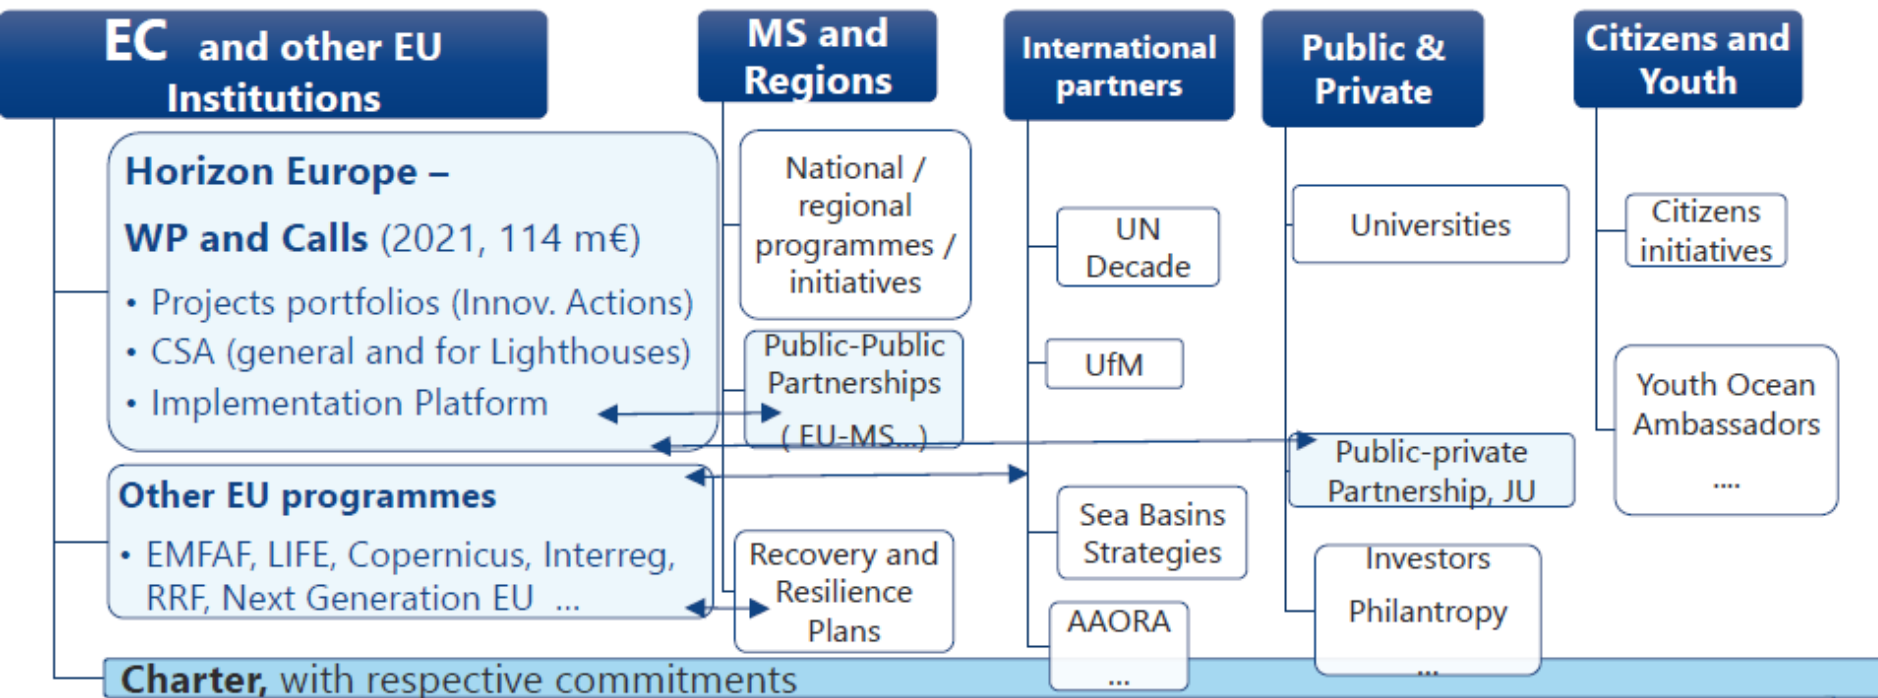 EC and other EU
Institutions
Horizon Europe –
WP and Calls (2021, 114 m€)
• Projects portfolios (Innov. Actions)
• CSA (general and for Lighthouses)
• Implementation Platform
Other EU programmes
• EMFAF, LIFE, Copernicus, Interreg,
RRF, Next Generation EU ...
Charter, with respective commitments
MS and
Regions
National /
regional
programmes /
initiatives
Public-Public
Partnerships
( EU-MS...)
Recovery and
Resilience
Plans
International
partners
UN
Decade
UfM
Sea Basins
Strategies
AAORA
...
Public &
Private
Universities
Public-private
Partnership, JU
Investors
Philantropy
...
Citizens and
Youth
Citizens
initiatives
Youth Ocean
Ambassadors
....